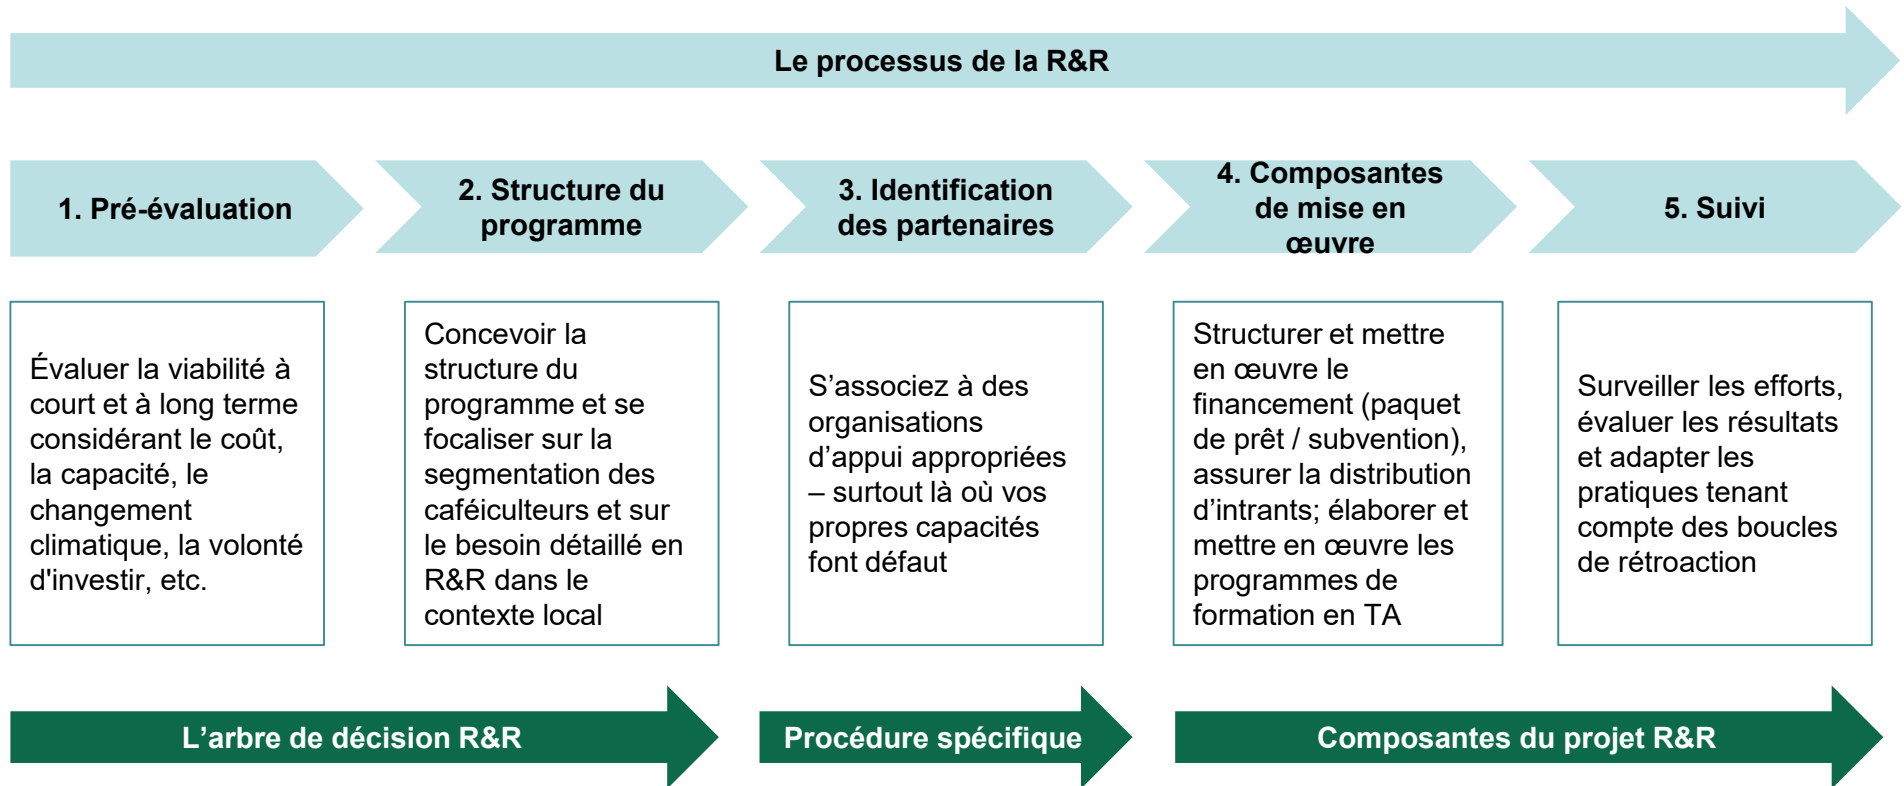 Le processus de la R&R
1. Pré-évaluation
2. Structure du
programme
3. Identification
des partenaires
4. Composantes
de mise en
œuvre
5. Suivi
Évaluer la viabilité à
court et à long terme
considérant le coût,
la capacité, le
changement
climatique, la volonté
d'investir, etc.
Concevoir la
structure du
programme et se
focaliser sur la
segmentation des
caféiculteurs et sur
le besoin détaillé en
R&R dans le
contexte local
S’associez à des
organisations
d’appui appropriées
– surtout là où vos
propres capacités
font défaut
Structurer et mettre
en œuvre le
financement (paquet
de prêt / subvention),
assurer la distribution
d’intrants; élaborer et
mettre en œuvre les
programmes de
formation en TA
Surveiller les efforts,
évaluer les résultats
et adapter les
pratiques tenant
compte des boucles
de rétroaction
L’arbre de décision R&R
Procédure spécifique
Composantes du projet R&R